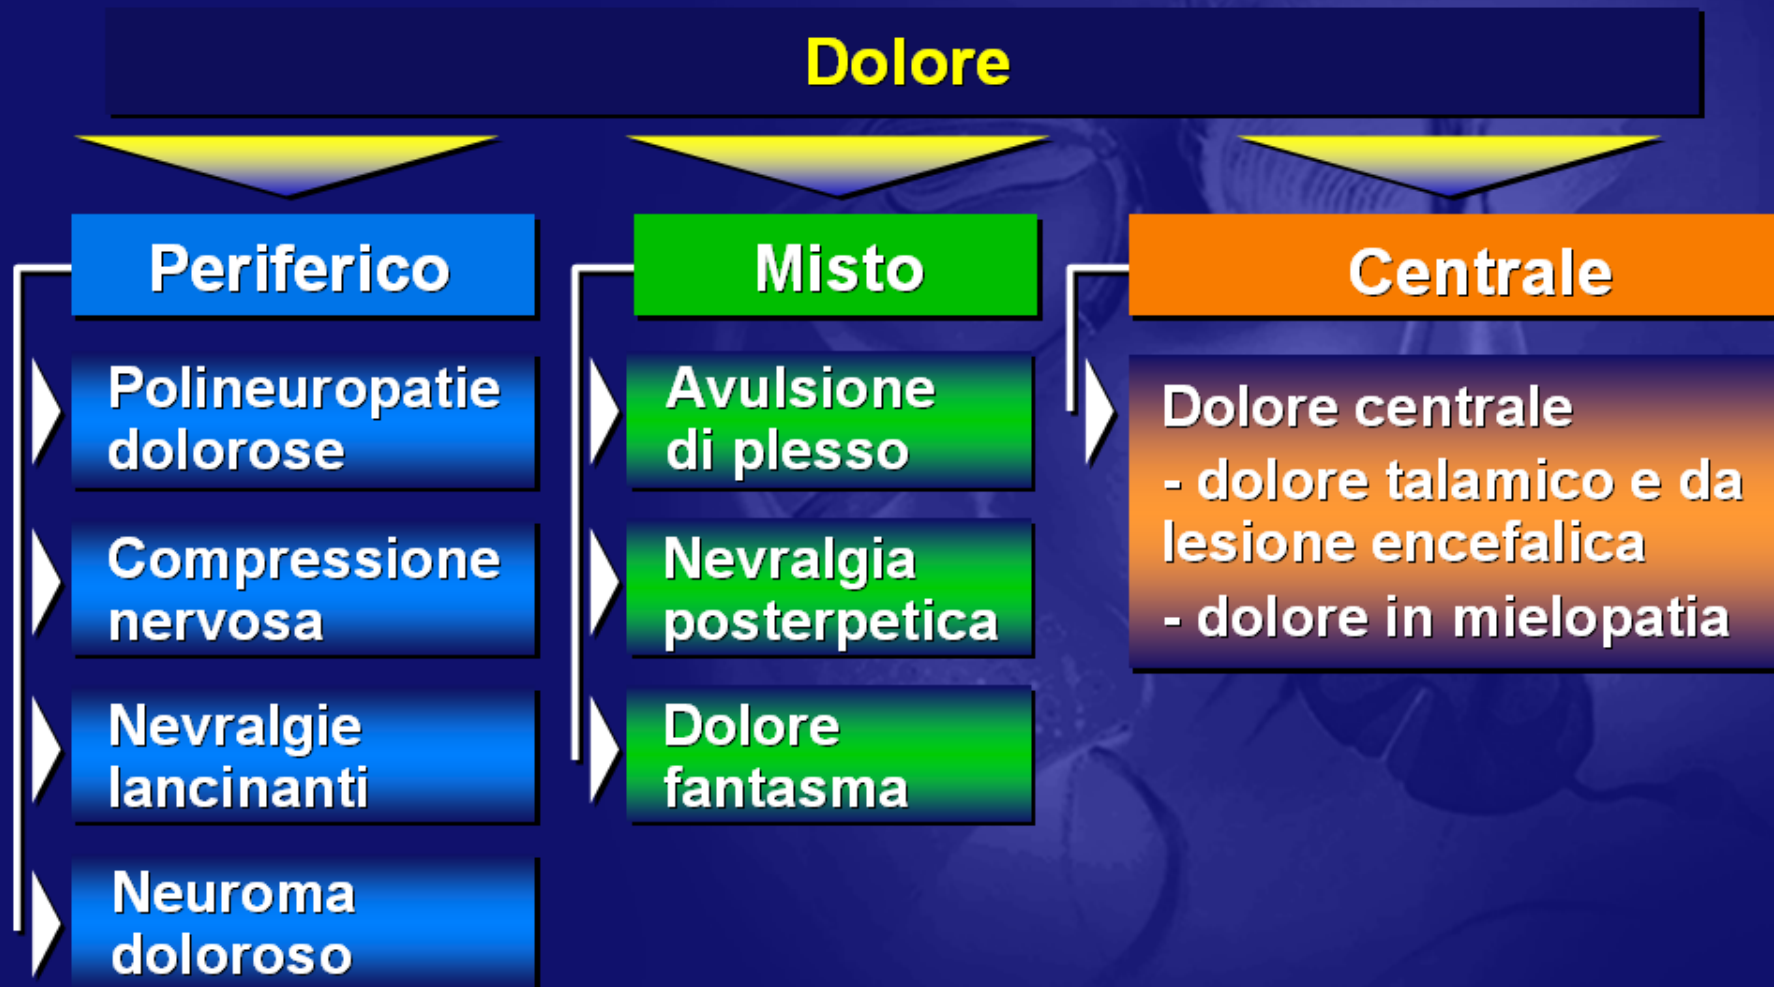 Dolore
Periferico
Polineuropatie
dolorose
Compressione
nervosa
Nevralgie
lancinanti
Neuroma
doloroso
Misto
Avulsione
di plesso
Nevralgia
posterpetica
Dolore
fantasma
Centrale
Dolore centrale
- dolore talamico e da
lesione encefalica
- dolore in mielopatia